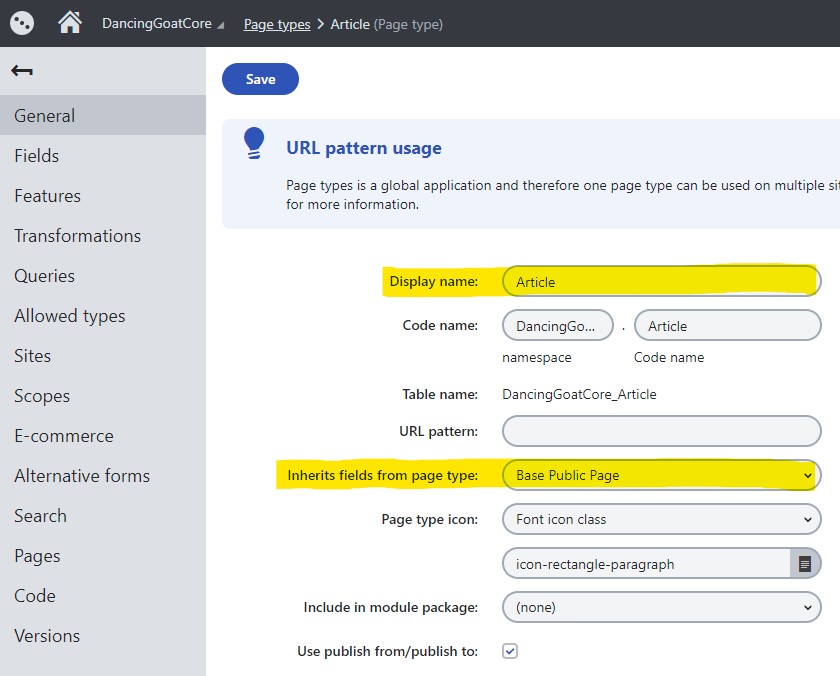 DancingGoatCore Page types > Article (Page type)
Save
General
Fields
Features
Transformations
Queries
Allowed types
Sites
Scopes
E-commerce
Alternative forms
Search
Pages
Code
Versions
URL pattern usage
Page types is a global application and therefore one page type can be used on multiple
for more information.
Display name: Article
Code name: DancingGo... . Article
namespace Code name
Table name: DancingGoatCore_Article
URL pattern:
Inherits fields from page type: Base Public Page
Page type icon: Font icon class
icon-rectangle-paragraph
Include in module package: (none)
Use publish from/publish to: